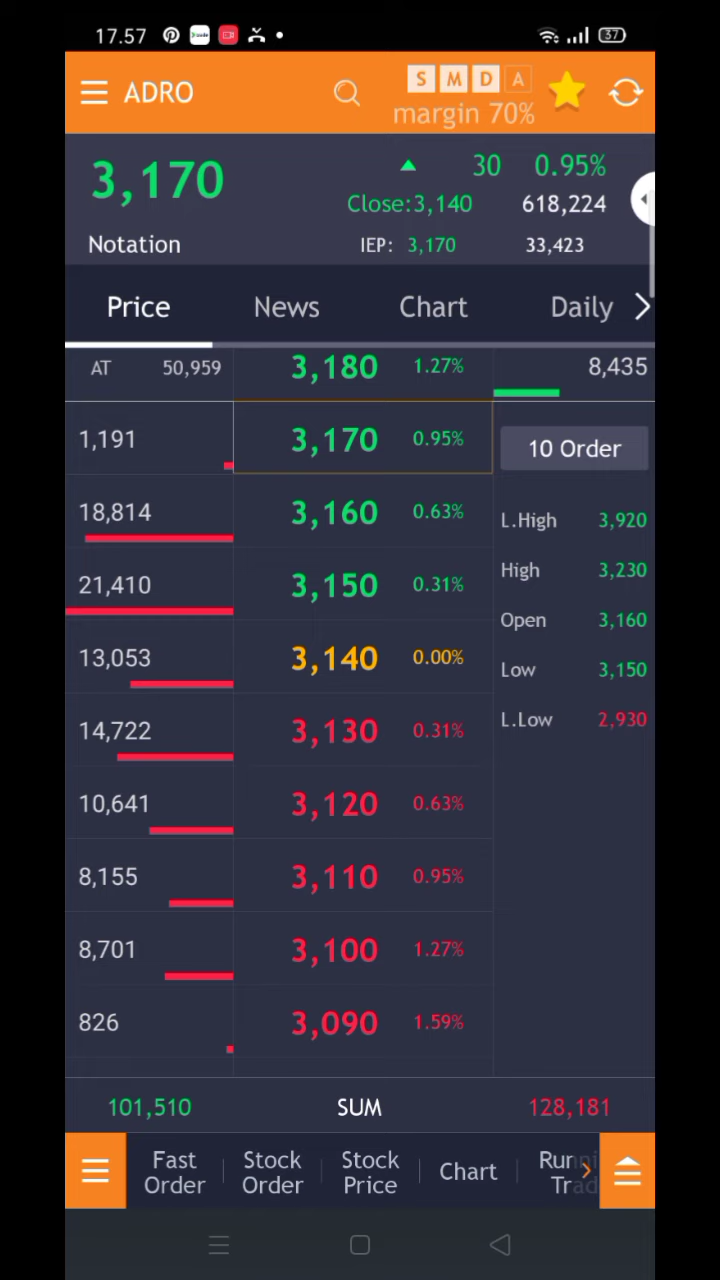 17.57 37
ADRO S M D A
margin 70%
3,170 30 0.95%
Close:3,140 618,224
Notation IEP: 3,170 33,423
Price News Chart Daily
AT 50,959 3,180 1.27% 8,435
1,191 3,170 0.95% 10 Order
18,814 3,160 0.63% L.High 3,920
High 3,230
21,410 3,150 0.31% Open 3,160
13,053 3,140 0.00% Low 3,150
14,722 3,130 0.31% L.Low 2,930
10,641 3,120 0.63%
8,155 3,110 0.95%
8,701 3,100 1.27%
826 3,090 1.59%
101,510 SUM 128,181
Fast Order Stock Order Stock Price Chart